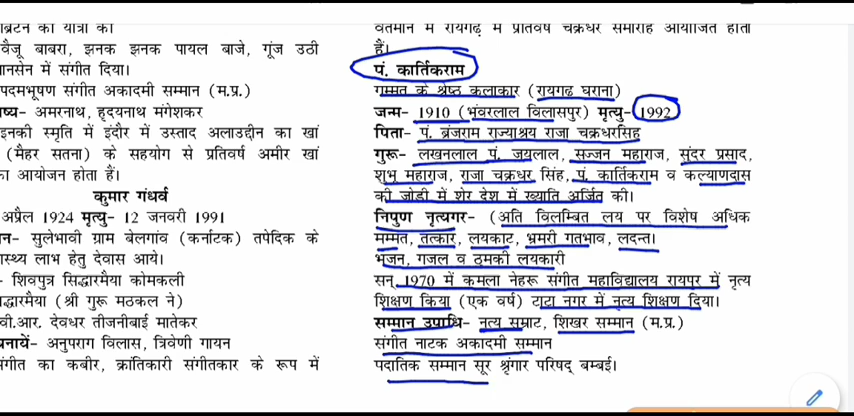 ब्रिटेन की यात्रा की
बैजू बाबरा, झनक झनक पायल बाजे, गूंज उठी
ानसेन में संगीत दिया।
पदमभूषण संगीत अकादमी सम्मान (म.प्र.)
ष्य- अमरनाथ, हृदयनाथ मंगेशकर
इनकी स्मृति में इंदौर में उस्ताद अलाउद्दीन का खां
(मैहर सतना) के सहयोग से प्रतिवर्ष अमीर खां
ा आयोजन होता हैं।
कुमार गंधर्व
अप्रैल 1924 मृत्यु- 12 जनवरी 1991
न- सुलेभावी ग्राम बेलगांव (कर्नाटक) तपेदिक के
ास्थ्य लाभ हेतु देवास आये।
- शिवपुत्र सिद्धारमैया कोमकली
द्धारमैया (श्री गुरू मठकल ने)
वी.आर. देवधर तीजनीबाई मातेकर
नायें- अनुपराग विलास, त्रिवेणी गायन
ंगीत का कबीर, क्रांतिकारी संगीतकार के रूप में
वर्तमान में रायगढ़ में प्रतिवर्ष चक्रधर समारोह आयोजित होता
हैं।
पं. कार्तिकराम
गम्मत के श्रेष्ठ कलाकार (रायगढ घराना)
जन्म- 1910 (भंवरलाल विलासपुर) मृत्यु- 1992
पिता- पं. ब्रंजराम राज्याश्रय राजा चक्रधरसिह
गुरू- लखनलाल पं. जयलाल, सज्जन महाराज, सुंदर प्रसाद,
शुभ महाराज, राजा चक्रधर सिंह, पं. कार्तिकराम व कल्याणदास
की जोड़ी में शेर देश में ख्याति अर्जित की।
निपुण नृत्यगर- (अति विलम्बित लय पर विशेष अधिक
मम्मत, तत्कार, लयकाट, भ्रमरी गतभाव, लदन्त।
भजन, गजल व ठुमकी लयकारी
सन् 1970 में कमला नेहरू संगीत महाविद्यालय रायपुर में नृत्य
शिक्षण किया (एक वर्ष) टाटा नगर में नृत्य शिक्षण दिया।
सम्मान उपाधि- नृत्य सम्राट, शिखर सम्मान (म.प्र.)
संगीत नाटक अकादमी सम्मान
पदातिक सम्मान सूर श्रृंगार परिषद् बम्बई।